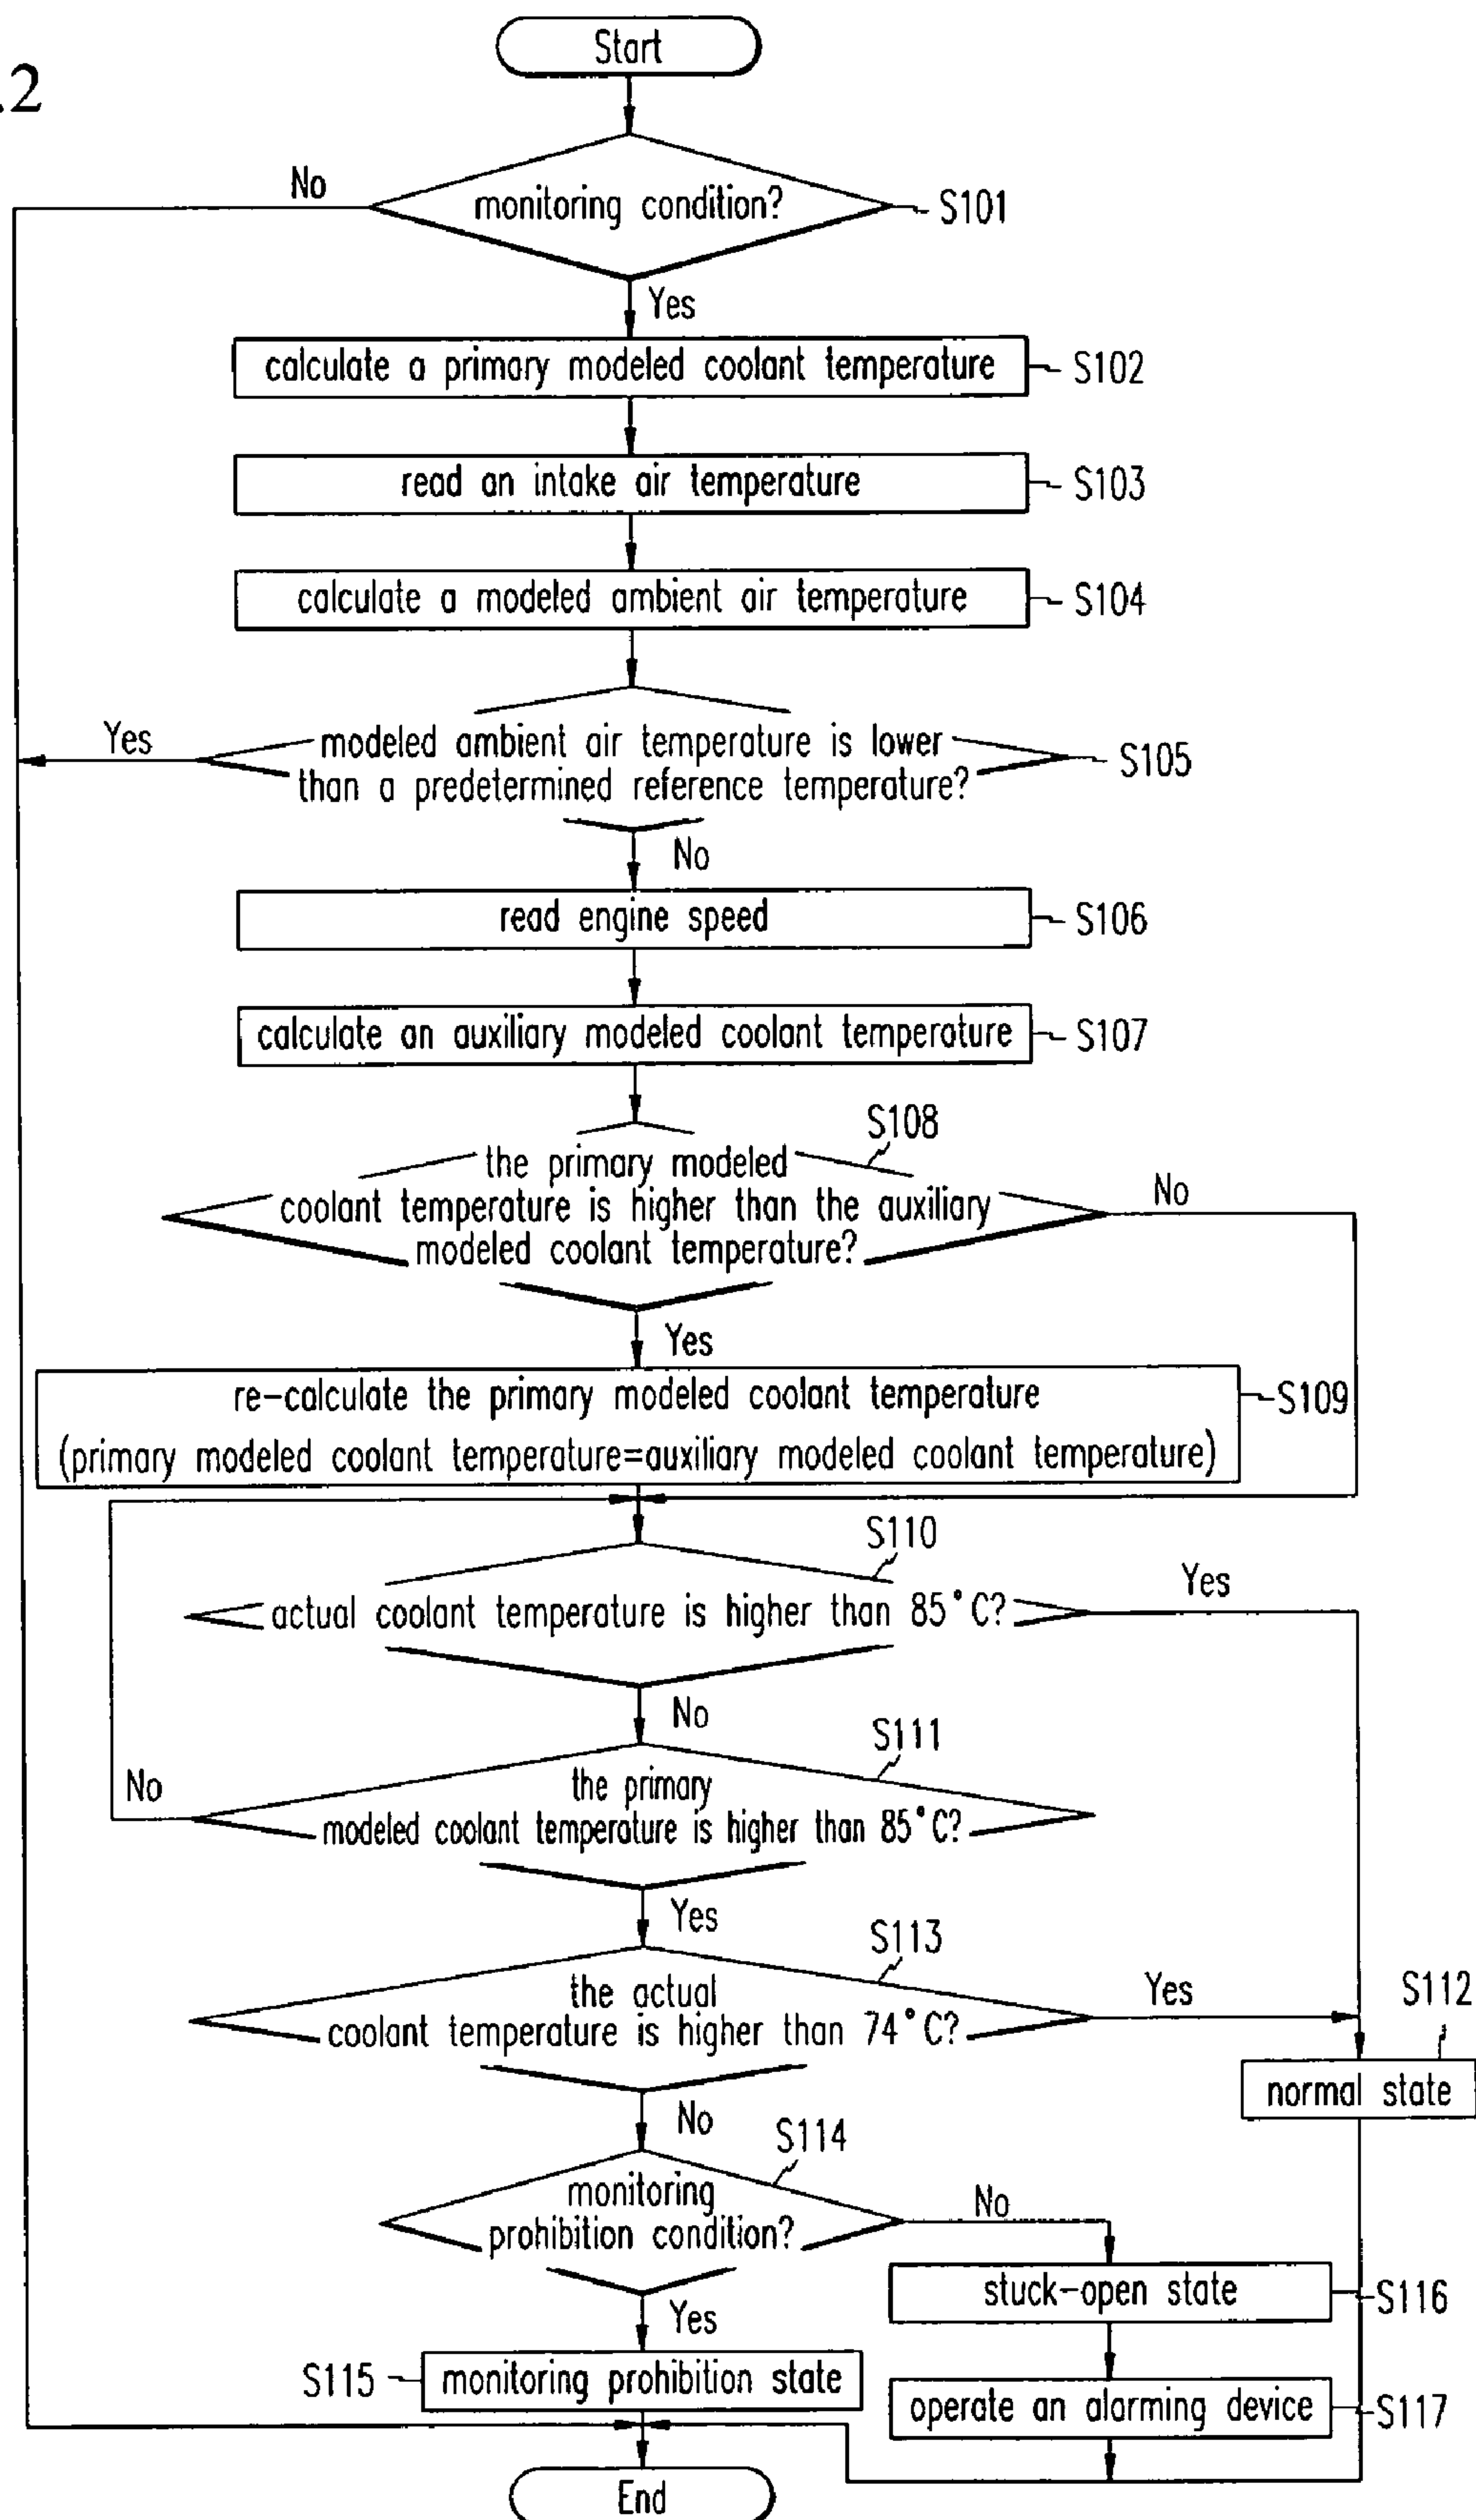 .2
Start
No
monitoring condition?
S101
Yes
calculate a primary modeled coolant temperature
S102
read an intake air temperature
S103
calculate a modeled ambient air temperature
S104
Yes
modeled ambient air temperature is lower
than a predetermined reference temperature?
S105
No
read engine speed
S106
calculate an auxiliary modeled coolant temperature
S107
S108
the primary modeled
coolant temperature is higher than the auxiliary
modeled coolant temperature?
No
Yes
re-calculate the primary modeled coolant temperature
(primary modeled coolant temperature=auxiliary modeled coolant temperature)
S109
S110
actual coolant temperature is higher than 85°C?
Yes
No
S111
the primary
modeled coolant temperature is higher than 85°C?
No
Yes
S113
the actual
coolant temperature is higher than 74°C?
Yes
S112
normal state
No
S114
monitoring
prohibition condition?
No
stuck-open state
S116
Yes
S115
monitoring prohibition state
operate an alarming device
S117
End